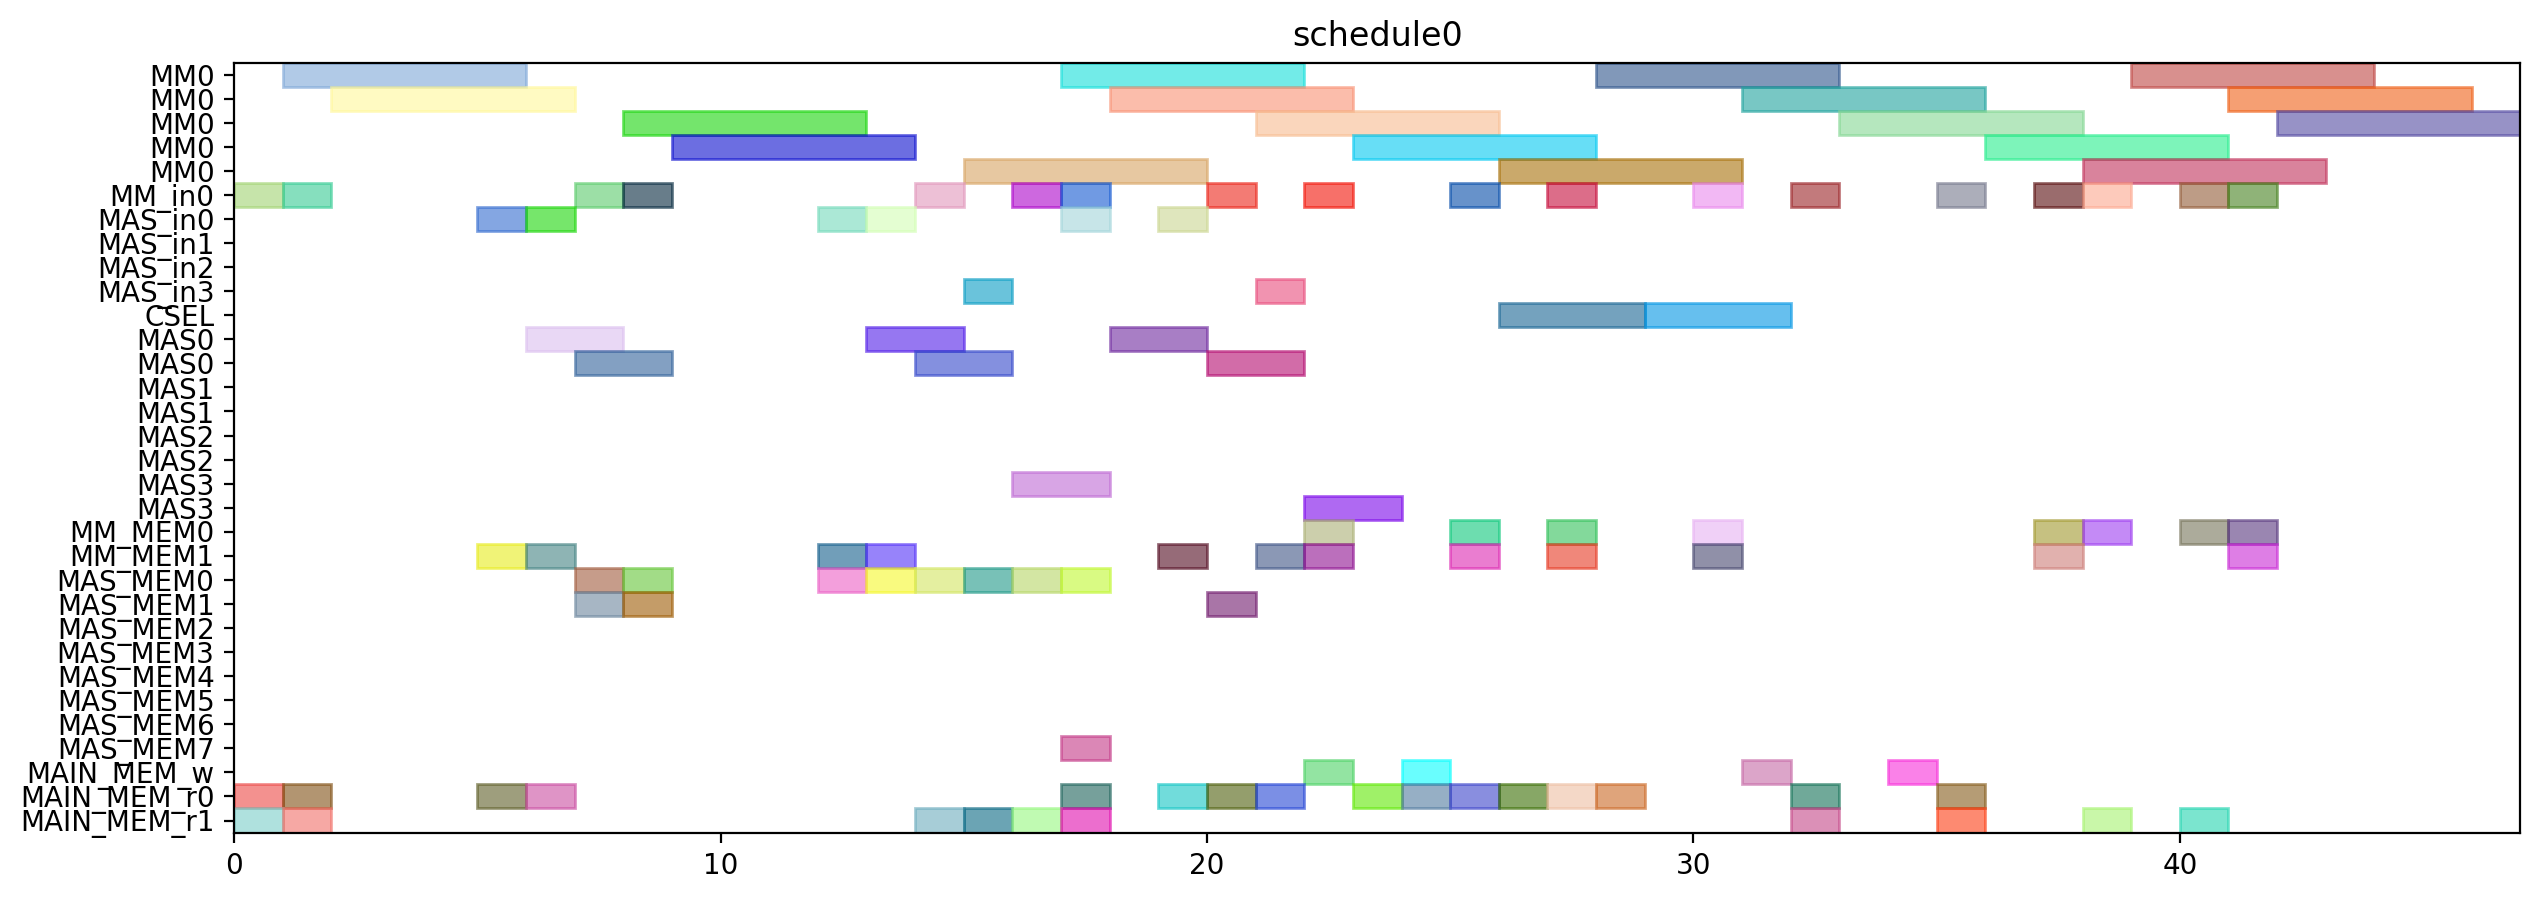 schedule0
MM0
MM0
MM0
MM0
MM0
MM_in0
MAS_in0
MAS_in1
MAS_in2
MAS_in3
CSEL
MAS0
MAS0
MAS1
MAS1
MAS2
MAS2
MAS3
MAS3
MM_MEM0
MM_MEM1
MAS_MEM0
MAS_MEM1
MAS_MEM2
MAS_MEM3
MAS_MEM4
MAS_MEM5
MAS_MEM6
MAS_MEM7
MAIN_MEM_w
MAIN_MEM_r0
MAIN_MEM_r1
0 10 20 30 40